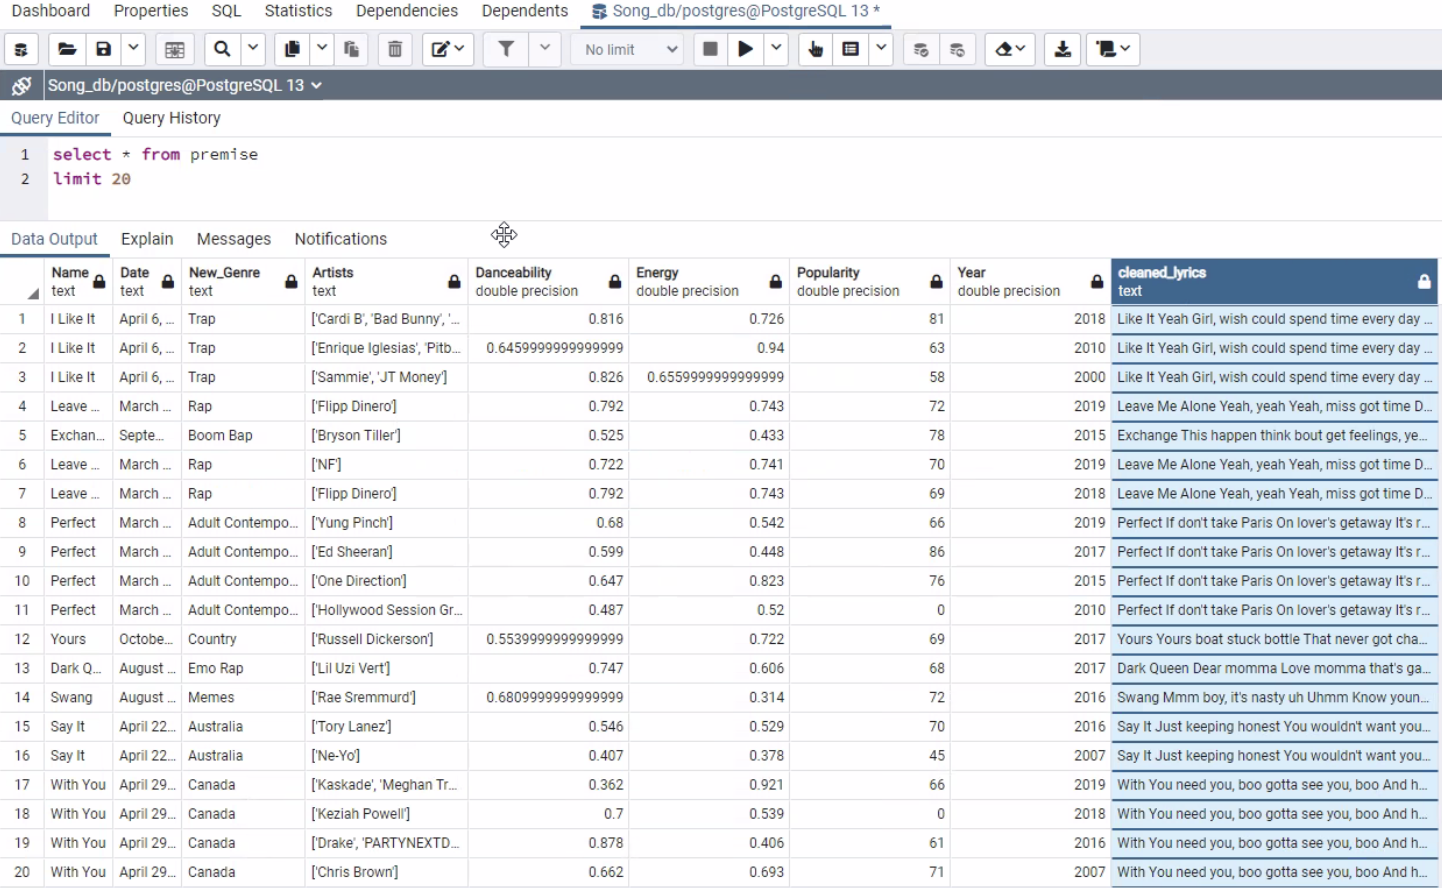 Dashboard Properties SQL Statistics Dependencies Dependents Song_db/postgres@PostgreSQL 13 *
No limit
Song_db/postgres@PostgreSQL 13
Query Editor Query History
1 select * from premise
2 limit 20
Data Output Explain Messages Notifications
Name Date New_Genre Artists Danceability Energy Popularity Year cleaned_lyrics
text text text text double precision double precision double precision double precision text
1 I Like It April 6, ... Trap ['Cardi B', 'Bad Bunny', '... 0.816 0.726 81 2018 Like It Yeah Girl, wish could spend time every day ...
2 I Like It April 6, ... Trap ['Enrique Iglesias', 'Pitb... 0.6459999999999999 0.94 63 2010 Like It Yeah Girl, wish could spend time every day ...
3 I Like It April 6, ... Trap ['Sammie', 'JT Money'] 0.826 0.6559999999999999 58 2000 Like It Yeah Girl, wish could spend time every day ...
4 Leave ... March ... Rap ['Flipp Dinero'] 0.792 0.743 72 2019 Leave Me Alone Yeah, yeah Yeah, miss got time D...
5 Exchan... Septe... Boom Bap ['Bryson Tiller'] 0.525 0.433 78 2015 Exchange This happen think bout get feelings, ye...
6 Leave ... March ... Rap ['NF'] 0.722 0.741 70 2019 Leave Me Alone Yeah, yeah Yeah, miss got time D...
7 Leave ... March ... Rap ['Flipp Dinero'] 0.792 0.743 69 2018 Leave Me Alone Yeah, yeah Yeah, miss got time D...
8 Perfect March ... Adult Contempo... ['Yung Pinch'] 0.68 0.542 66 2019 Perfect If don't take Paris On lover's getaway It's r...
9 Perfect March ... Adult Contempo... ['Ed Sheeran'] 0.599 0.448 86 2017 Perfect If don't take Paris On lover's getaway It's r...
10 Perfect March ... Adult Contempo... ['One Direction'] 0.647 0.823 76 2015 Perfect If don't take Paris On lover's getaway It's r...
11 Perfect March ... Adult Contempo... ['Hollywood Session Gr... 0.487 0.52 0 2010 Perfect If don't take Paris On lover's getaway It's r...
12 Yours Octobe... Country ['Russell Dickerson'] 0.5539999999999999 0.722 69 2017 Yours Yours boat stuck bottle That never got cha...
13 Dark Q... August ... Emo Rap ['Lil Uzi Vert'] 0.747 0.606 68 2017 Dark Queen Dear momma Love momma that's ga...
14 Swang August ... Memes ['Rae Sremmurd'] 0.6809999999999999 0.314 72 2016 Swang Mmm boy, it's nasty uh Uhmm Know youn...
15 Say It April 22... Australia ['Tory Lanez'] 0.546 0.529 70 2016 Say It Just keeping honest You wouldn't want you...
16 Say It April 22... Australia ['Ne-Yo'] 0.407 0.378 45 2007 Say It Just keeping honest You wouldn't want you...
17 With You April 29... Canada ['Kaskade', 'Meghan Tr... 0.362 0.921 66 2019 With You need you, boo gotta see you, boo And h...
18 With You April 29... Canada ['Keziah Powell'] 0.7 0.539 0 2018 With You need you, boo gotta see you, boo And h...
19 With You April 29... Canada ['Drake', 'PARTYNEXTD... 0.878 0.406 61 2016 With You need you, boo gotta see you, boo And h...
20 With You April 29... Canada ['Chris Brown'] 0.662 0.693 71 2007 With You need you, boo gotta see you, boo And h...